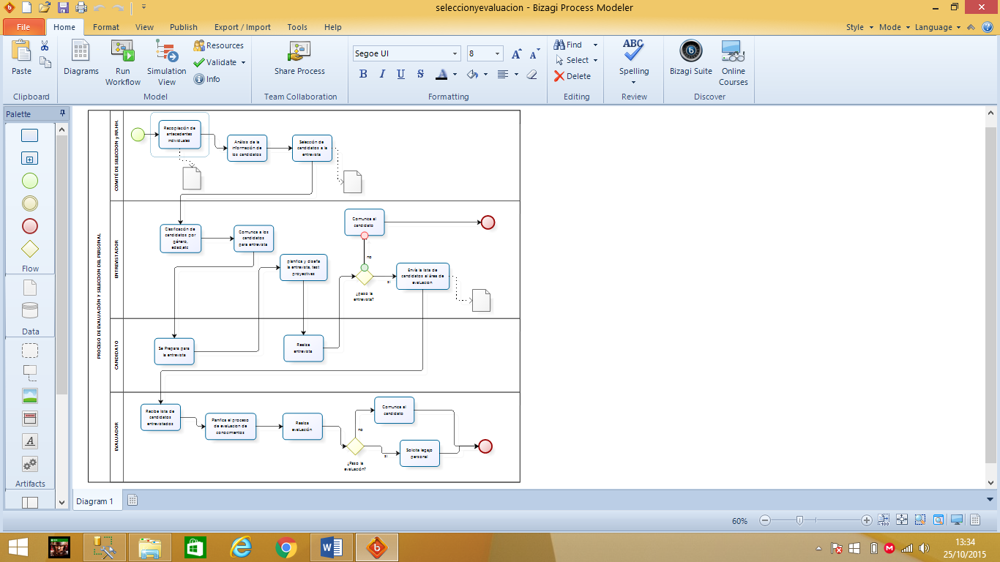 seleccionyevaluacion - Bizagi Process Modeler
File Home Format View Publish Export / Import Tools Help Style Mode Language
Paste
Clipboard
Diagrams
Run
Workflow
Simulation
View
Resources
Validate
Info
Model
Share Process
Team Collaboration
Segoe UI 8
B I U S A
Formatting
Find
Select
Delete
Editing
ABC
Spelling
Review
Bizagi Suite
Online
Courses
Discover
Palette
Flow
Data
Artifacts
PROCESO DE EVALUACIÓN Y SELECCION DEL PERSONAL
COMITÉ DE SELECCION y RR.HH.
Recopilación de
antecedentes
individuales
Análisis de la
información de
los candidatos
Selección de
candidatos a la
entrevista
ENTREVISTADOR
Clasificación de
candidatos por
género,
edad,etc
Comunica a los
candidatos
para entrevista
planifica y diseña
la entrevista, test
proyectivas
Comunica al
candidato
no
si
¿paso la
entrevista?
Envía la lista de
candidatos al área de
evaluacion
CANDIDATO
Se Prepara para
la entrevista
Realiza
entrevista
EVALUADOR
Recibe lista de
candidatos
entrevistados
Planifica el proceso
de evaluacion de
conocimientos
Realiza
evaluación
no
si
¿Paso la
evaluación?
Comunica al
candidato
Solicita legajo
personal
Diagram 1
60%
13:34
25/10/2015